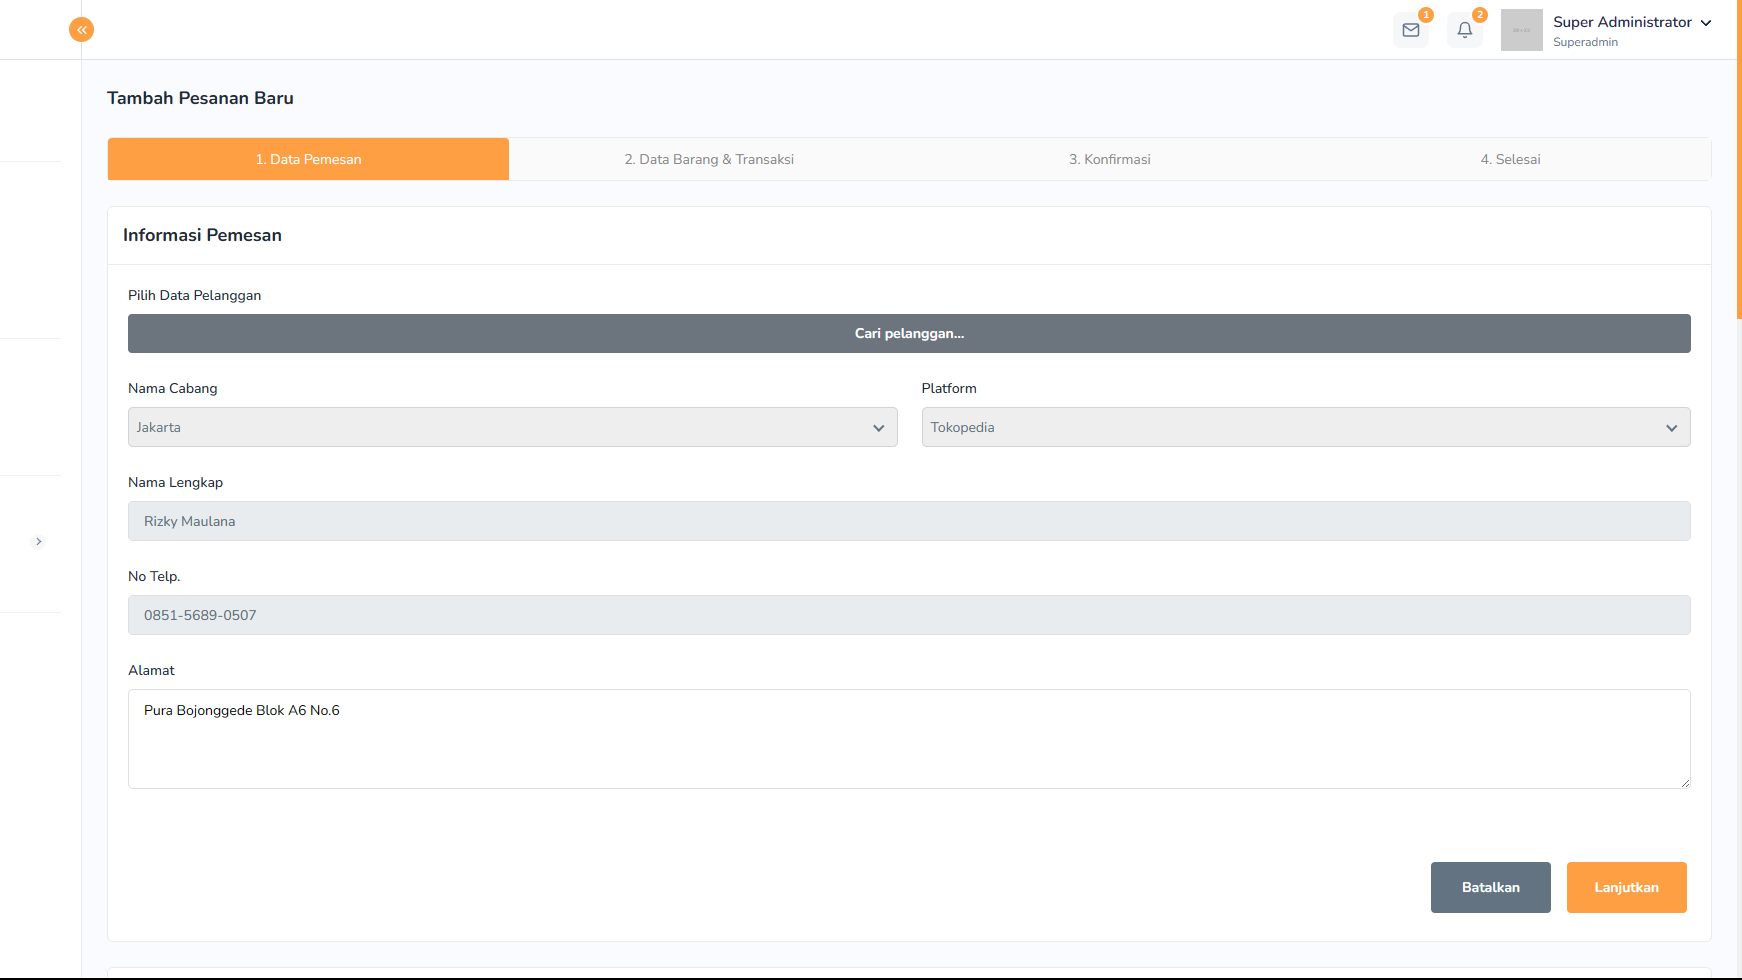 1
2
Super Administrator
Superadmin
Tambah Pesanan Baru
1. Data Pemesan
2. Data Barang & Transaksi
3. Konfirmasi
4. Selesai
Informasi Pemesan
Pilih Data Pelanggan
Cari pelanggan...
Nama Cabang
Platform
Jakarta
Tokopedia
Nama Lengkap
Rizky Maulana
No Telp.
0851-5689-0507
Alamat
Pura Bojonggede Blok A6 No.6
Batalkan
Lanjutkan